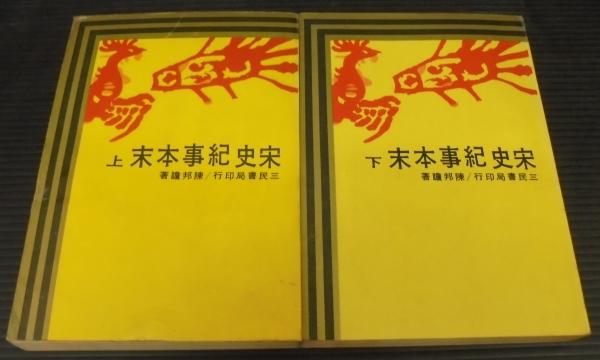 宋史紀事本末 上
三民書局印行/陳邦瞻著
宋史紀事本末 下
三民書局印行/陳邦瞻著